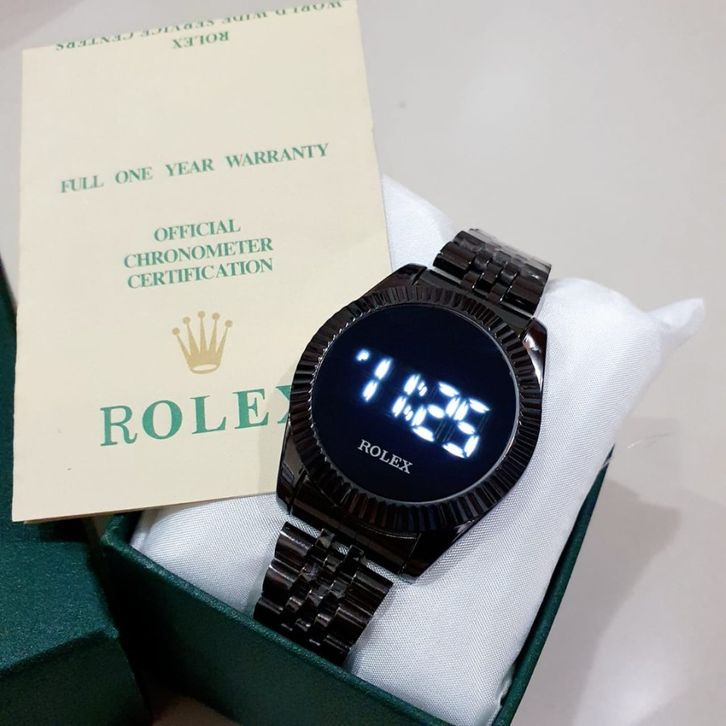 WORLD WIDE SERVICE CENTERS
ROLEX
FULL ONE YEAR WARRANTY
OFFICIAL
CHRONOMETER
CERTIFICATION
ROLEX
11:25
ROLEX